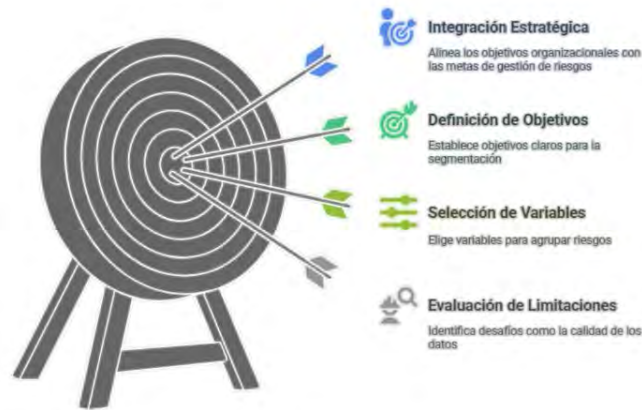 Integración Estratégica
Alinea los objetivos organizacionales con
las metas de gestión de riesgos
Definición de Objetivos
Establece objetivos claros para la
segmentación
Selección de Variables
Elige variables para agrupar riesgos
Evaluación de Limitaciones
Identifica desafíos como la calidad de los
datos